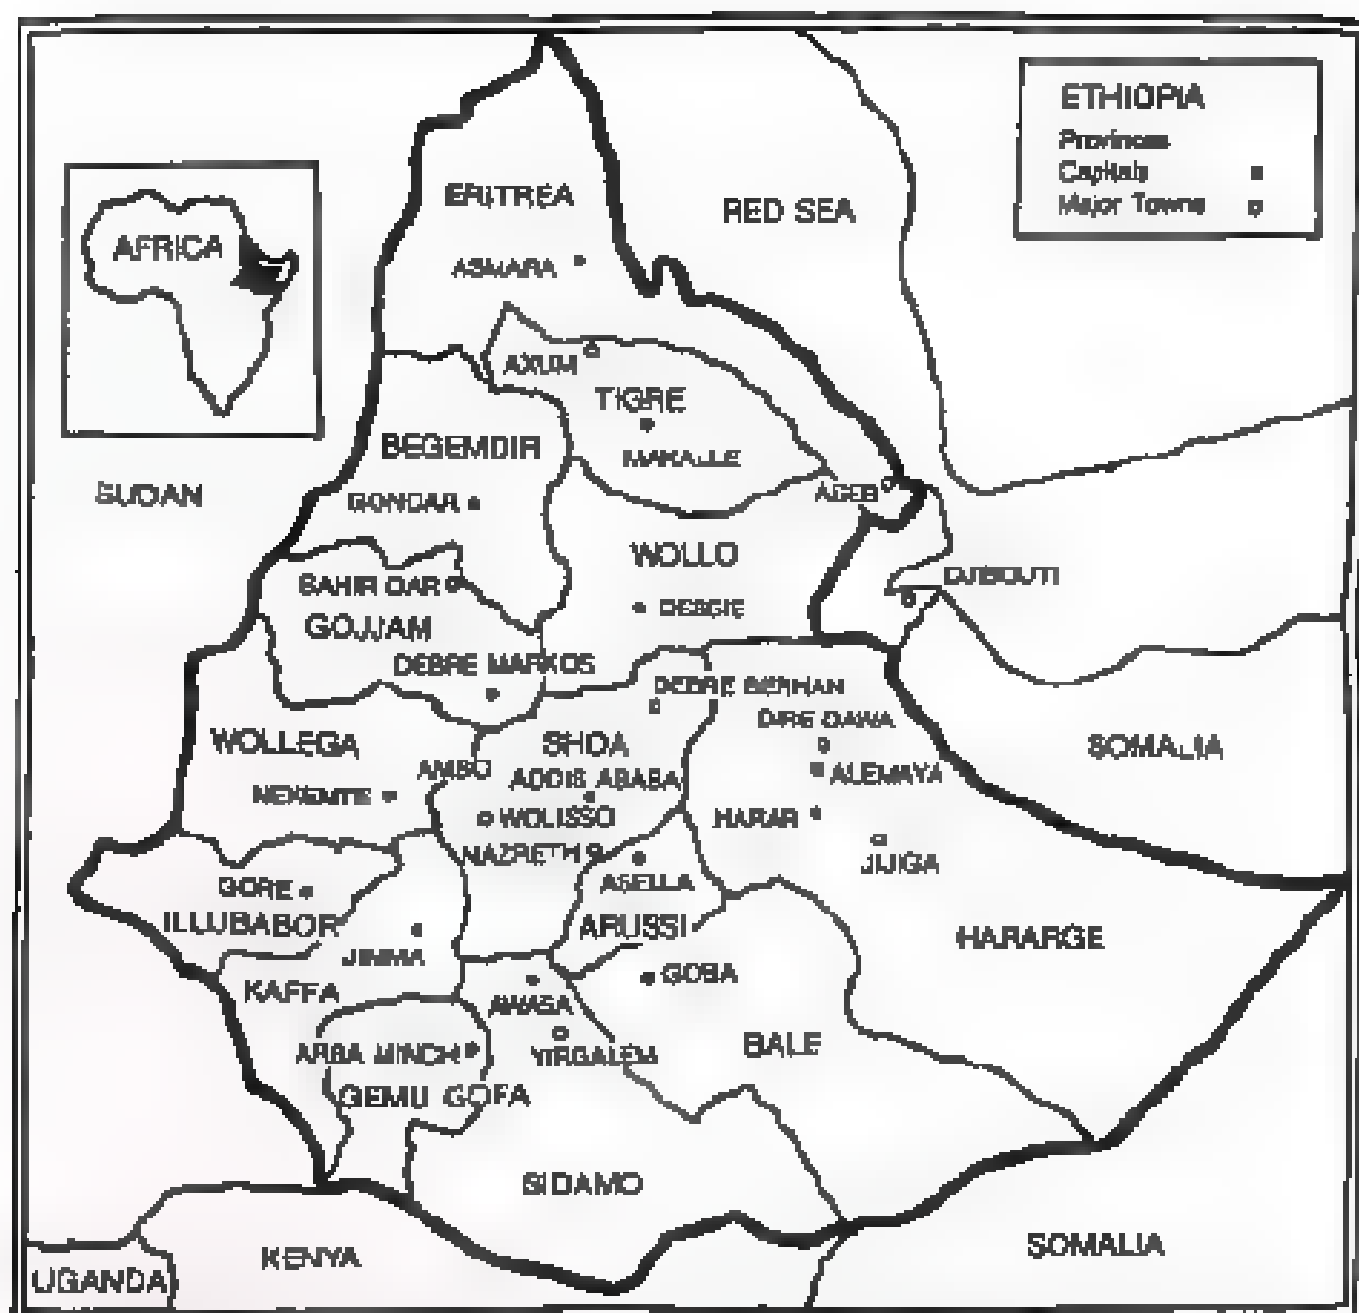 ETHIOPIA
Provinces
Capitals
Major Towns
ERITREA
RED SEA
AFRICA
ASMARA
AXUM
TIGRE
BEGEMDIR
MAKALLE
SUDAN
GONDAR
ASEB
WOLLO
BAHIR DAR
DJIBOUTI
DESSIE
GOJJAM
DEBRE MARKOS
DEBRE BERHAN
DIRE DAWA
WOLLEGA
SHOA
SOMALIA
AMBO
ADDIS ABABA
ALEMAYA
NEKEMTE
WOLISSO
HARAR
NAZRETH
JIJIGA
GORE
ASELLA
ILLUBABOR
ARUSSI
HARARGE
JIMMA
GOBA
KAFFA
AWASA
ARBA MINCH
YIRGALEM
BALE
GEMU GOFA
SIDAMO
KENYA
SOMALIA
UGANDA